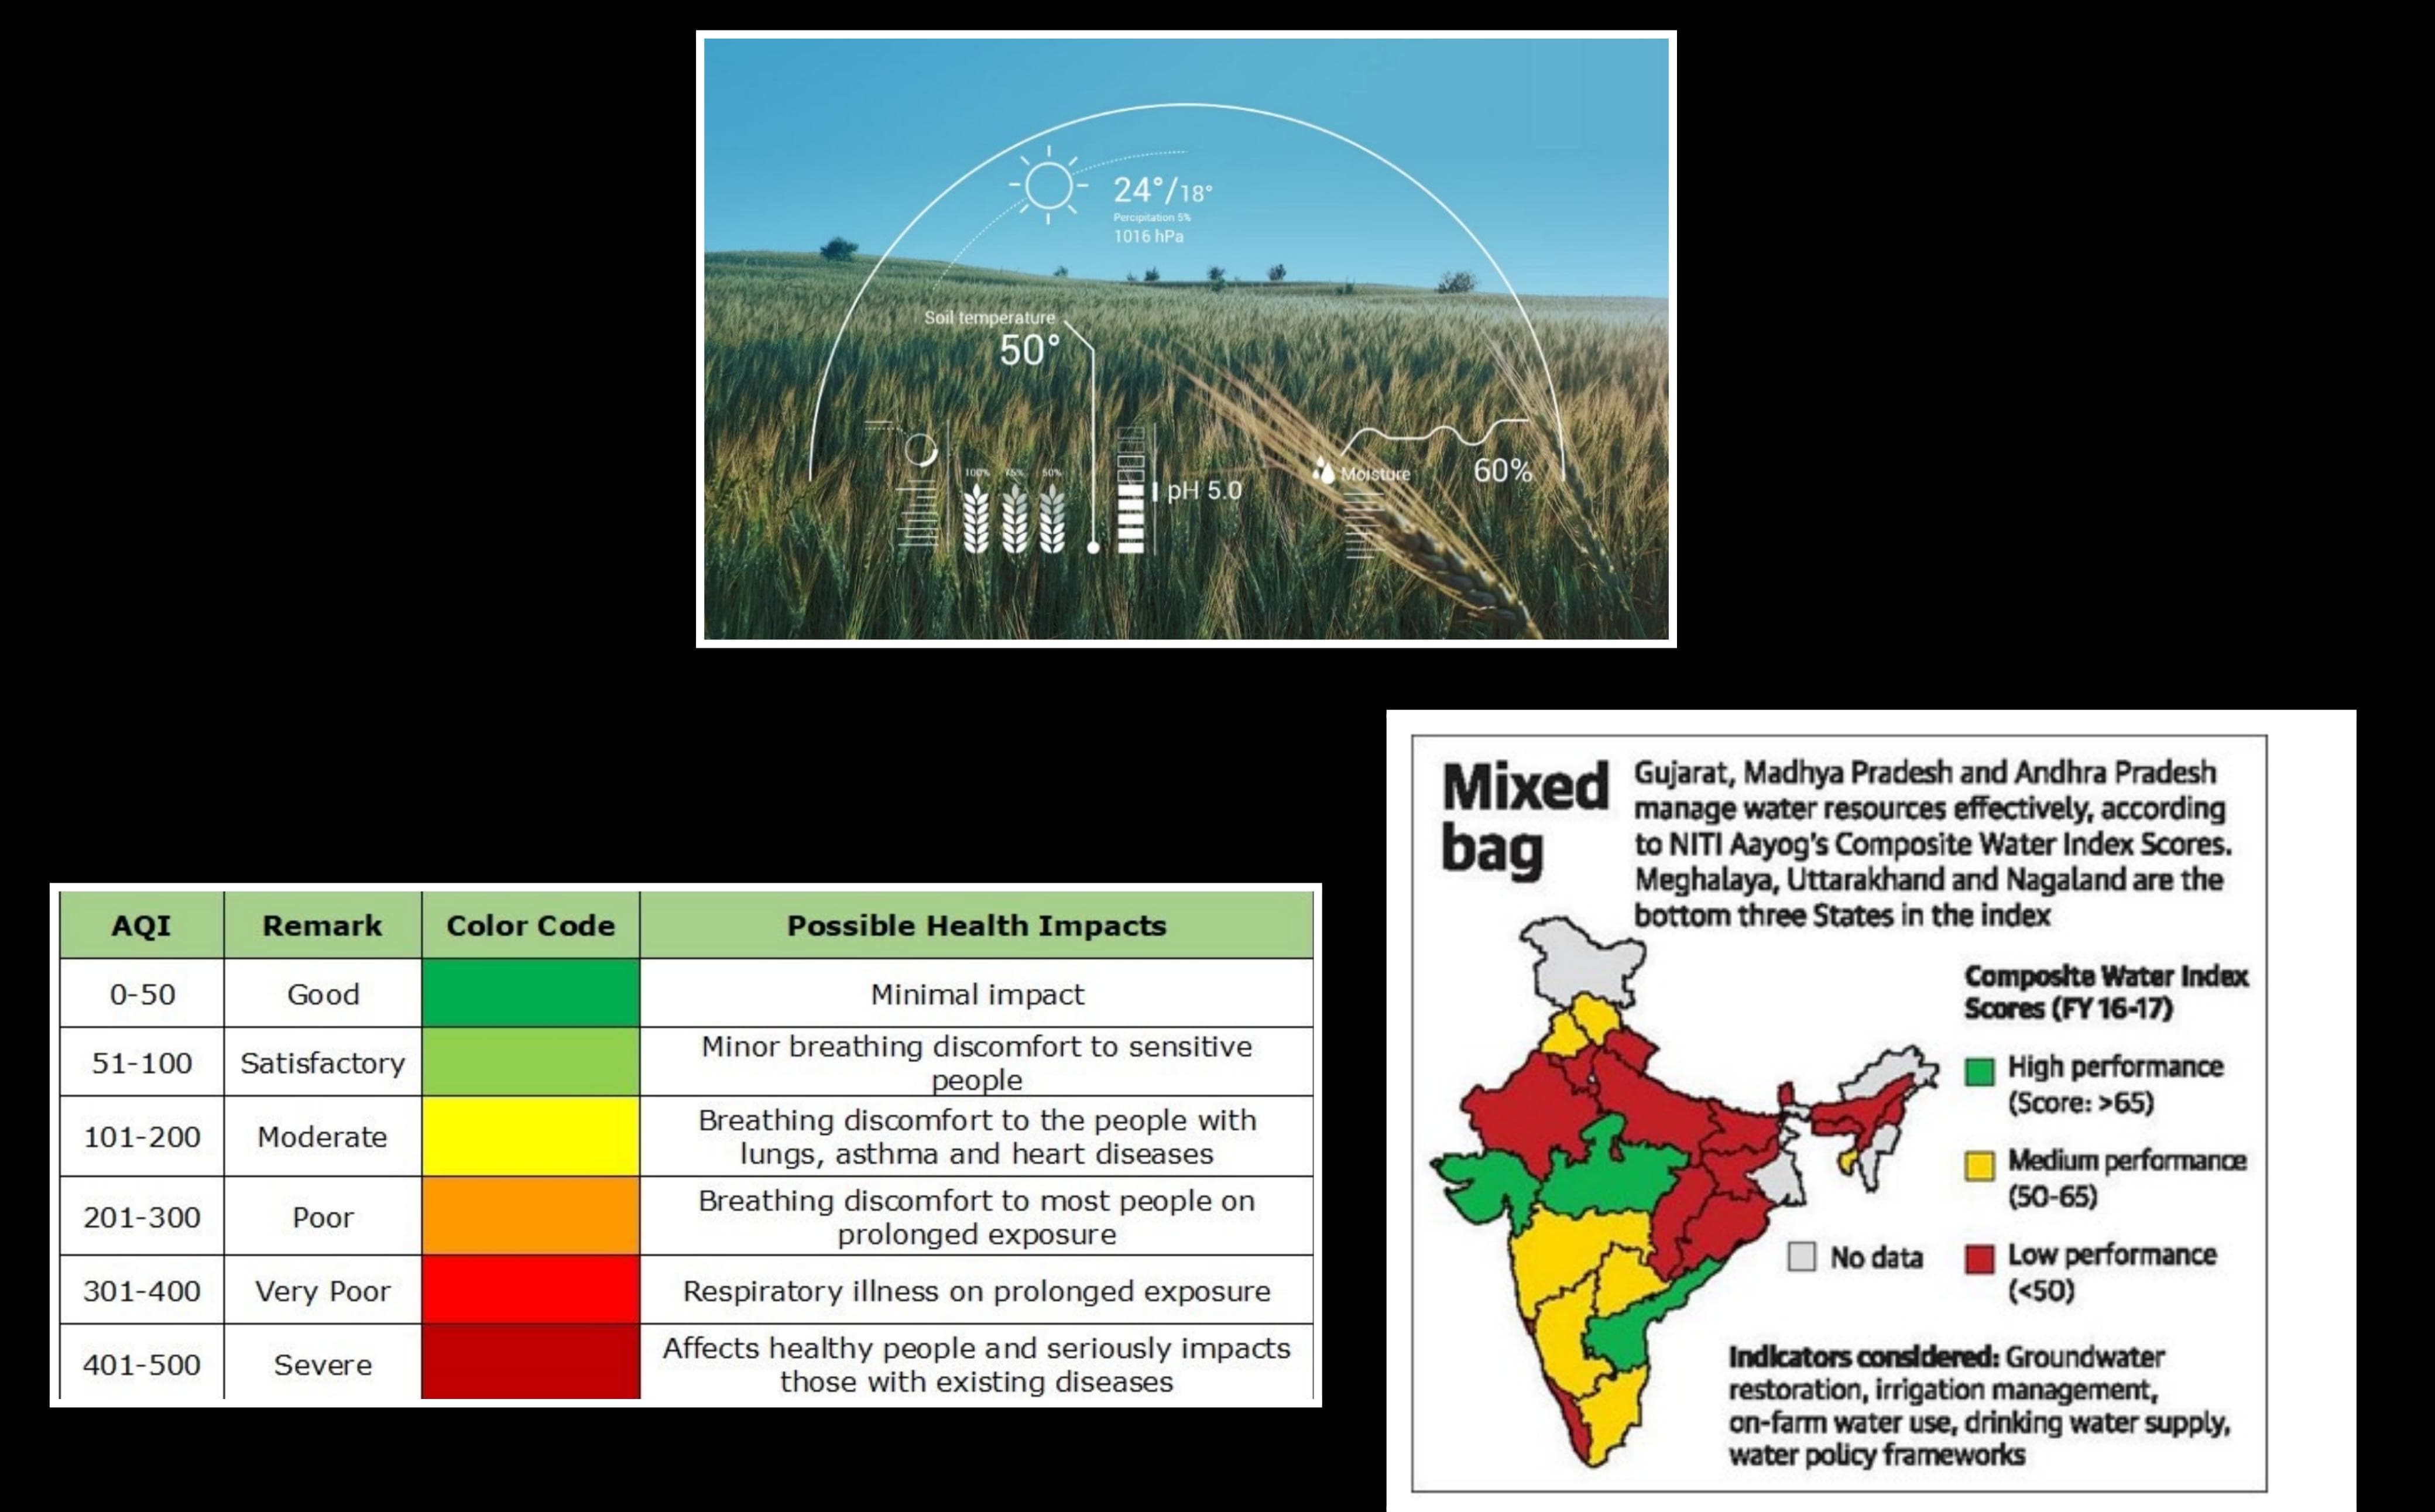 24°/18°
Percipitation 5%
1016 hPa
Soil temperature
50°
100% 75% 50%
pH 5.0
Moisture 60%
AQI Remark Color Code Possible Health Impacts
0-50 Good Minimal impact
51-100 Satisfactory Minor breathing discomfort to sensitive
people
101-200 Moderate Breathing discomfort to the people with
lungs, asthma and heart diseases
201-300 Poor Breathing discomfort to most people on
prolonged exposure
301-400 Very Poor Respiratory illness on prolonged exposure
401-500 Severe Affects healthy people and seriously impacts
those with existing diseases
Mixed
bag
Gujarat, Madhya Pradesh and Andhra Pradesh
manage water resources effectively, according
to NITI Aayog's Composite Water Index Scores.
Meghalaya, Uttarakhand and Nagaland are the
bottom three States in the index
Composite Water Index
Scores (FY 16-17)
High performance
(Score: >65)
Medium performance
(50-65)
No data
Low performance
(<50)
Indicators considered: Groundwater
restoration, irrigation management,
on-farm water use, drinking water supply,
water policy frameworks